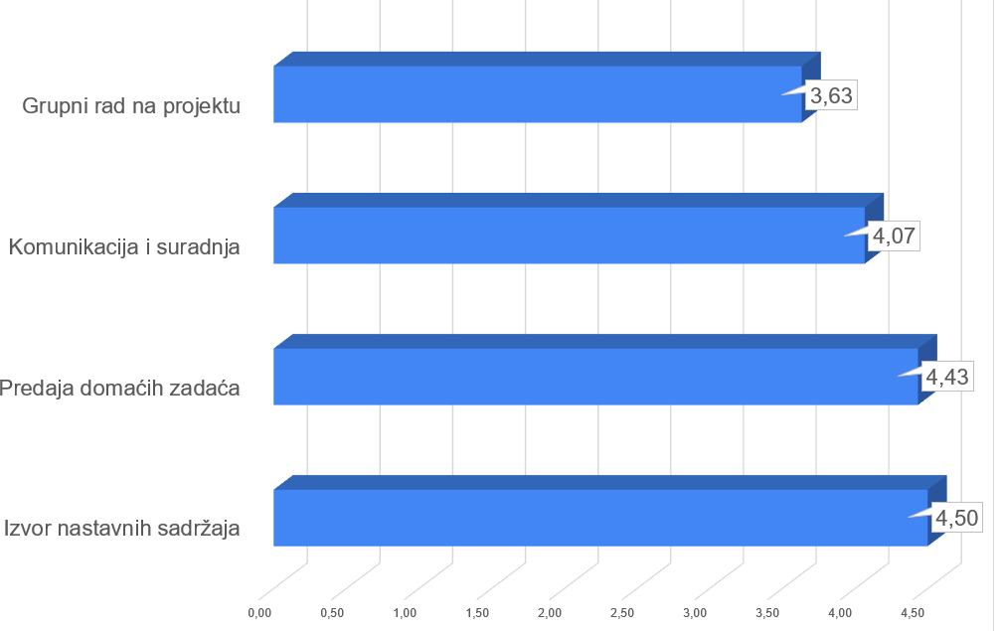 Grupni rad na projektu
3,63
Komunikacija i suradnja
4,07
Predaja domaćih zadaća
4,43
Izvor nastavnih sadržaja
4,50
0,00 0,50 1,00 1,50 2,00 2,50 3,00 3,50 4,00 4,50